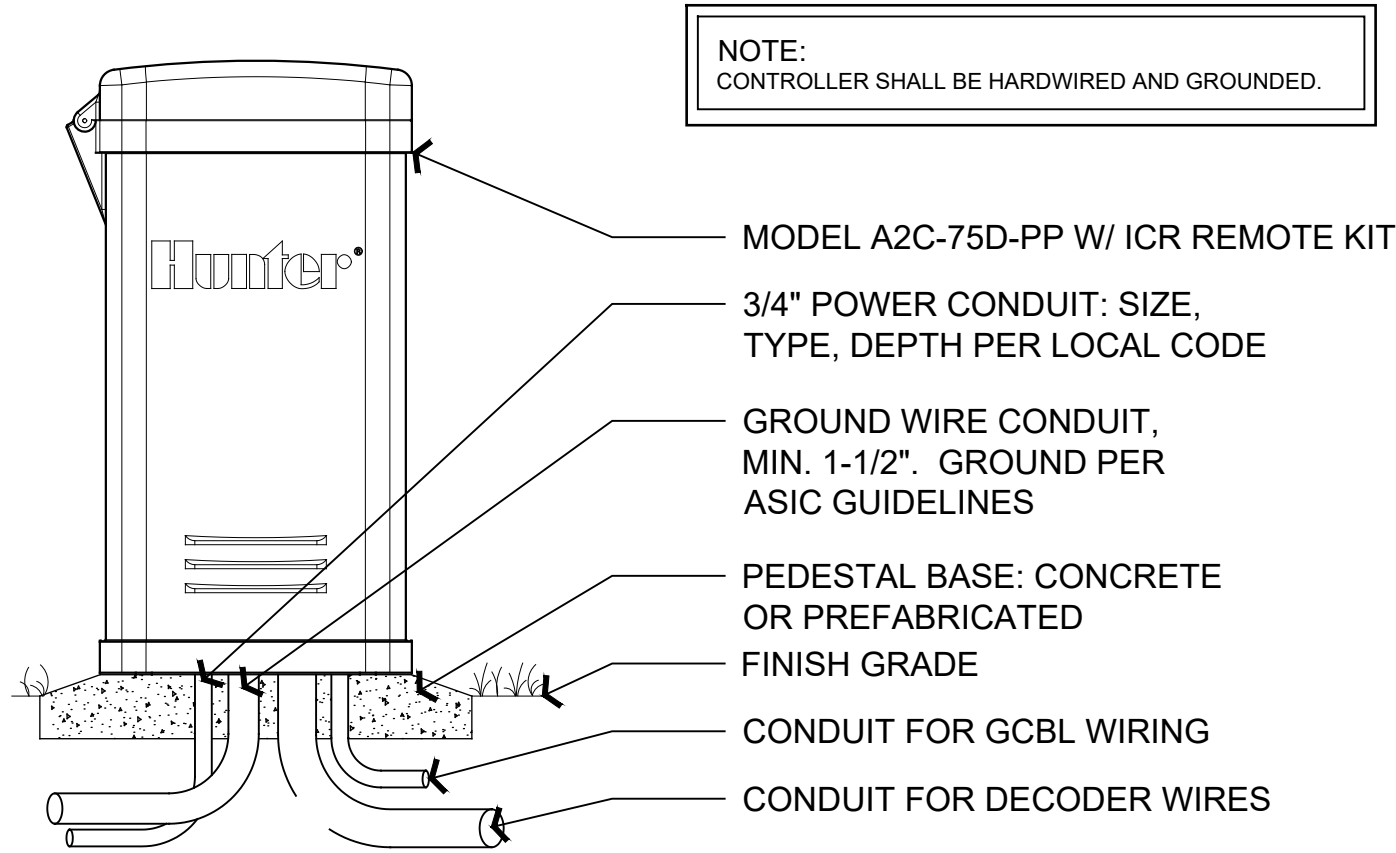 NOTE:
CONTROLLER SHALL BE HARDWIRED AND GROUNDED.
Hunter®
MODEL A2C-75D-PP W/ ICR REMOTE KIT
3/4" POWER CONDUIT: SIZE,
TYPE, DEPTH PER LOCAL CODE
GROUND WIRE CONDUIT,
MIN. 1-1/2". GROUND PER
ASIC GUIDELINES
PEDESTAL BASE: CONCRETE
OR PREFABRICATED
FINISH GRADE
CONDUIT FOR GCBL WIRING
CONDUIT FOR DECODER WIRES